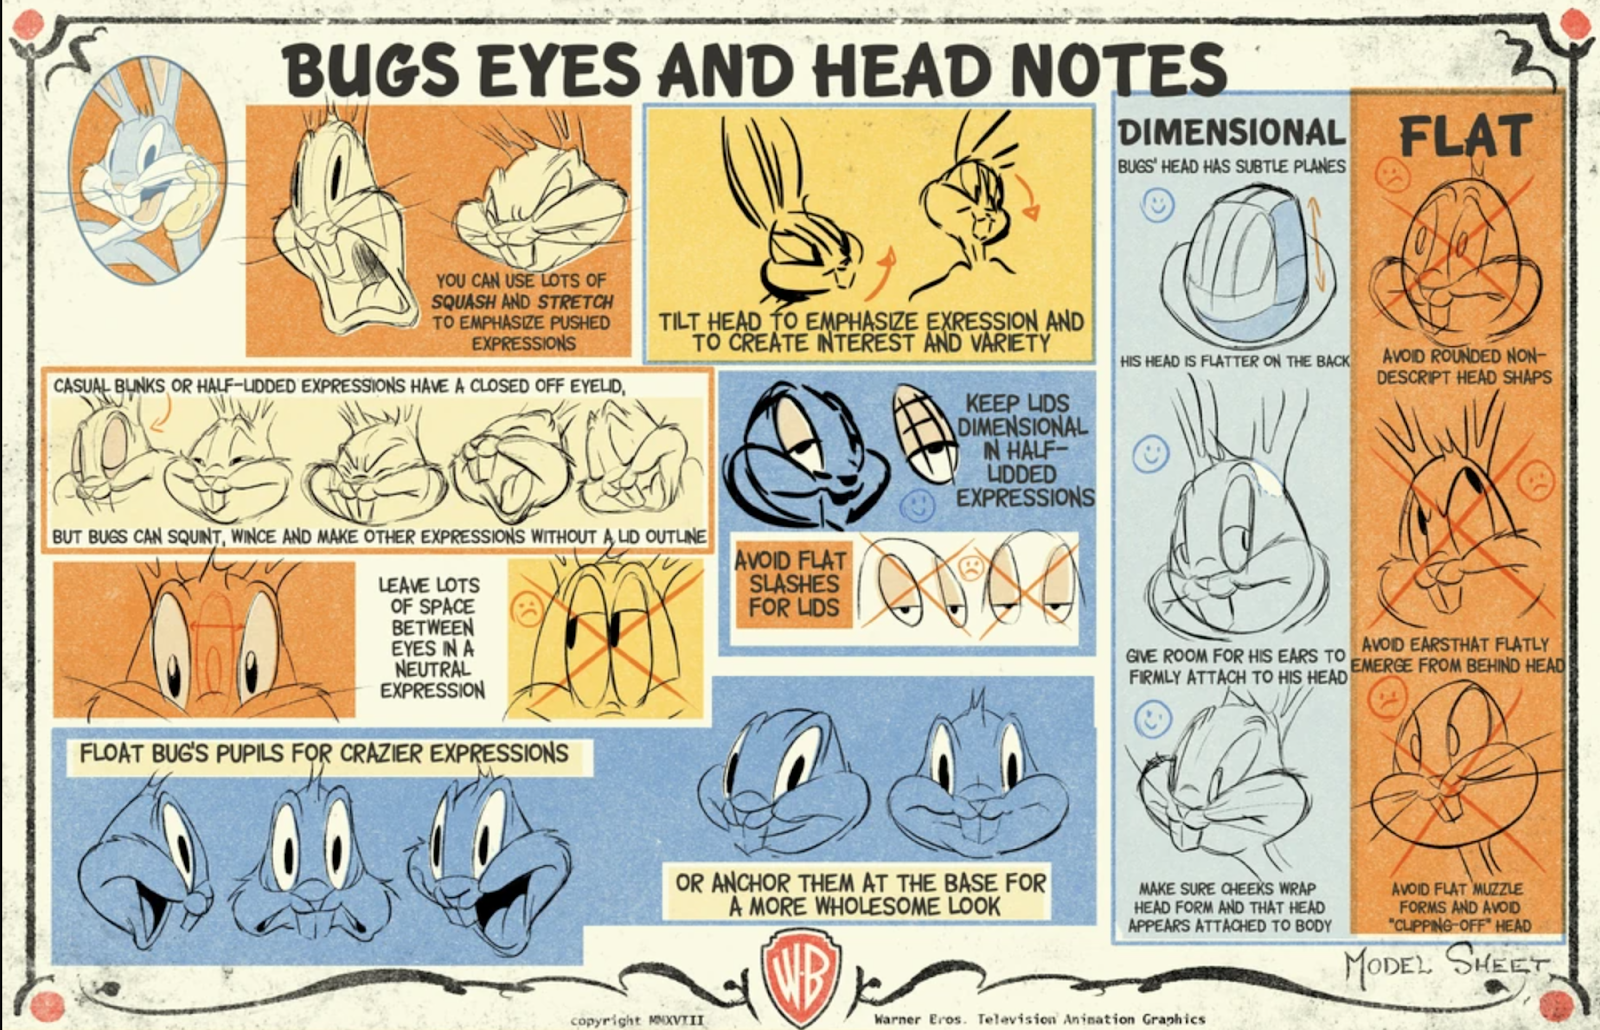 BUGS EYES AND HEAD NOTES
YOU CAN USE LOTS OF
SQUASH AND STRETCH
TO EMPHASIZE PUSHED
EXPRESSIONS
TILT HEAD TO EMPHASIZE EXRESSION AND
TO CREATE INTEREST AND VARIETY
CASUAL BLINKS OR HALF-LIDDED EXPRESSIONS HAVE A CLOSED OFF EYELID,
BUT BUGS CAN SQUINT, WINCE AND MAKE OTHER EXPRESSIONS WITHOUT A LID OUTLINE
KEEP LIDS
DIMENSIONAL
IN HALF-
LIDDED
EXPRESSIONS
AVOID FLAT
SLASHES
FOR LIDS
LEAVE LOTS
OF SPACE
BETWEEN
EYES IN A
NEUTRAL
EXPRESSION
FLOAT BUG'S PUPILS FOR CRAZIER EXPRESSIONS
OR ANCHOR THEM AT THE BASE FOR
A MORE WHOLESOME LOOK
DIMENSIONAL
BUGS' HEAD HAS SUBTLE PLANES
HIS HEAD IS FLATTER ON THE BACK
GIVE ROOM FOR HIS EARS TO
FIRMLY ATTACH TO HIS HEAD
MAKE SURE CHEEKS WRAP
HEAD FORM AND THAT HEAD
APPEARS ATTACHED TO BODY
FLAT
AVOID ROUNDED NON-
DESCRIPT HEAD SHAPS
AVOID EARSTHAT FLATLY
EMERGE FROM BEHIND HEAD
AVOID FLAT MUZZLE
FORMS AND AVOID
"CLIPPING-OFF" HEAD
MODEL SHEET
WB
copyright MMXVIII
Warner Bros. Television Animation Graphics